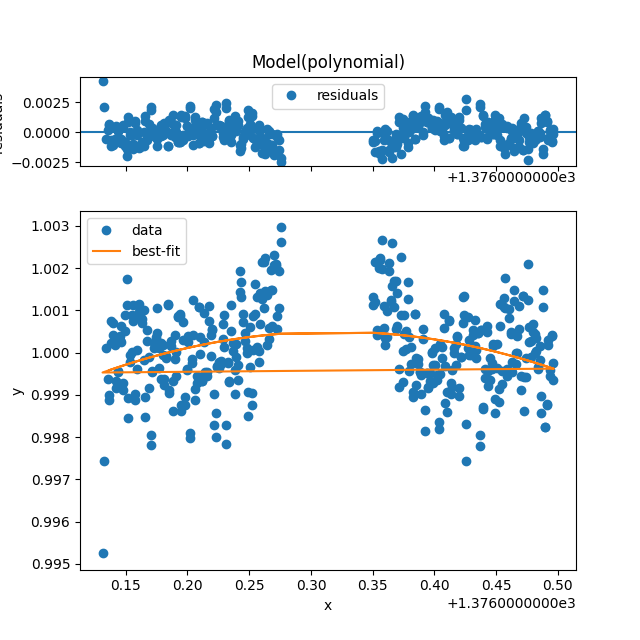 Model(polynomial)
residuals
0.0025
0.0000
−0.0025
residuals
+1.3760000000e3
data
best-fit
1.003
1.002
1.001
1.000
0.999
0.998
0.997
0.996
0.995
y
0.15
0.20
0.25
0.30
0.35
0.40
0.45
0.50
x
+1.3760000000e3